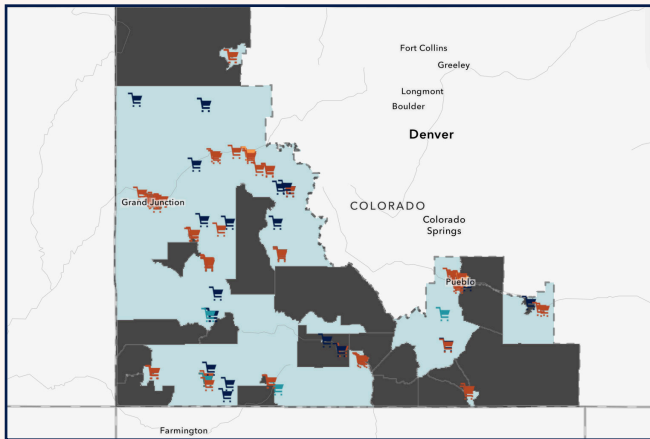 Fort Collins
Greeley
Longmont
Boulder
Denver
Grand Junction
COLORADO
Colorado
Springs
Pueblo
Farmington